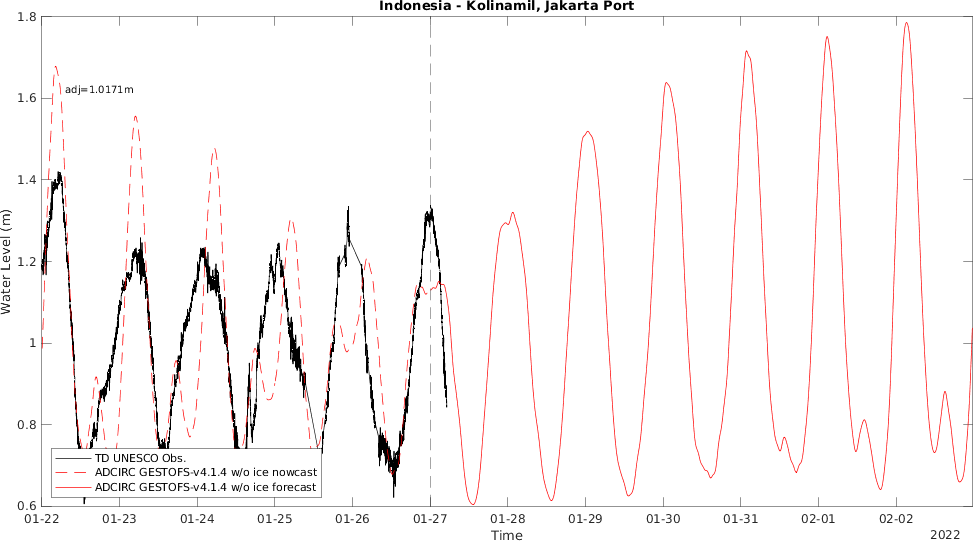 Indonesia - Kolinamil, Jakarta Port
1.8
1.6
1.4
1.2
1
0.8
0.6
Water Level (m)
adj=1.0171m
TD UNESCO Obs.
ADCIRC GESTOFS-v4.1.4 w/o ice nowcast
ADCIRC GESTOFS-v4.1.4 w/o ice forecast
01-22 01-23 01-24 01-25 01-26 01-27 01-28 01-29 01-30 01-31 02-01 02-02
Time
2022